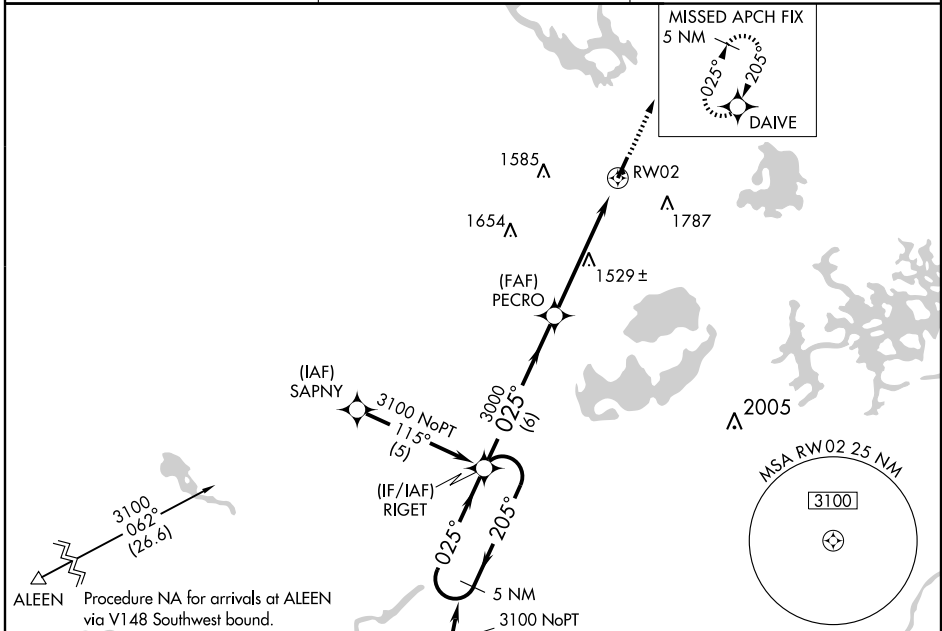 MISSED APCH FIX
5 NM
025°
205°
DAIVE
1585
RW02
1787
1654
1529 ±
(FAF)
PECRO
(IAF)
SAPNY
3100 NoPT
115°
(5)
3000
025°
(6)
2005
MSA RW02 25 NM
3100
(IF/IAF)
RIGET
025°
205°
3100
062°
(26.6)
5 NM
ALEEN
Procedure NA for arrivals at ALEEN
via V148 Southwest bound.
3100 NoPT